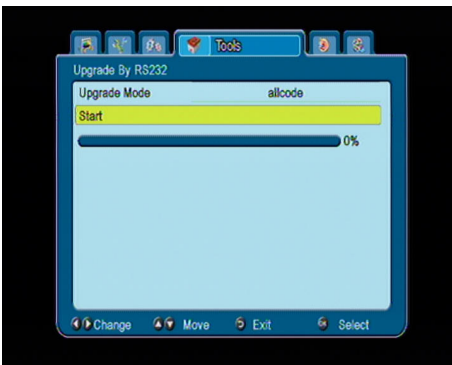 Tools
Upgrade By RS232
Upgrade Mode allcode
Start
0%
Change Move Exit Select